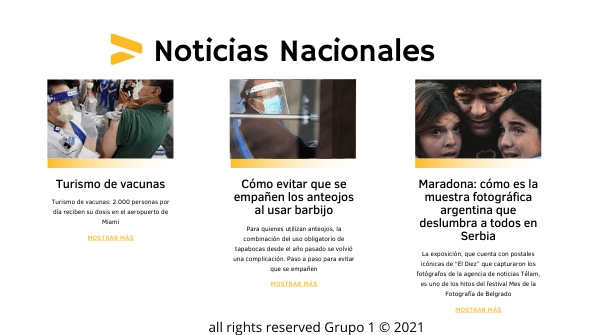 Noticias Nacionales
Turismo de vacunas
Turismo de vacunas: 2.000 personas por
día reciben su dosis en el aeropuerto de
Miami
MOSTRAR MÁS
Cómo evitar que se
empañen los anteojos
al usar barbijo
Para quienes utilizan anteojos, la
combinación del uso obligatorio de
tapabocas desde el año pasado se volvió
una complicación. Paso a paso para evitar
que se empañen
MOSTRAR MÁS
Maradona: cómo es la
muestra fotográfica
argentina que
deslumbra a todos en
Serbia
La exposición, que cuenta con postales
icónicas de "El Diez" que capturaron los
fotógrafos de la agencia de noticias Télam,
es uno de los hitos del festival Mes de la
Fotografía de Belgrado
MOSTRAR MÁS
all rights reserved Grupo 1 © 2021